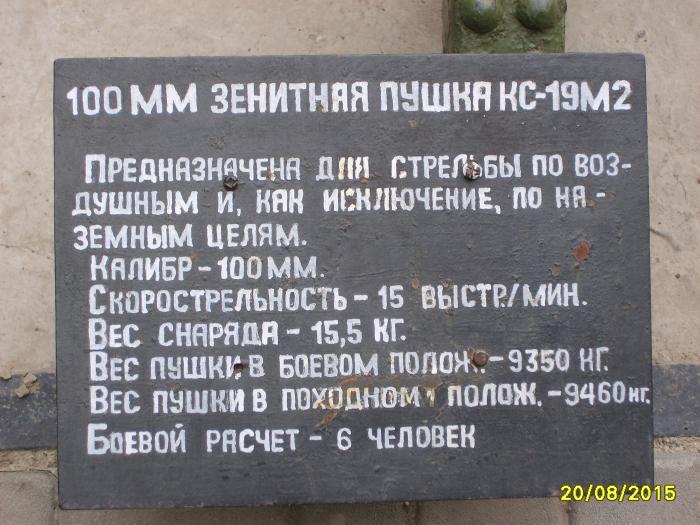 100 ММ ЗЕНИТНАЯ ПУШКА КС-19М2
ПРЕДНАЗНАЧЕНА ДЛЯ СТРЕЛЬБЫ ПО ВОЗ-
ДУШНЫМ И, КАК ИСКЛЮЧЕНИЕ, ПО НА-
ЗЕМНЫМ ЦЕЛЯМ.
КАЛИБР - 100 ММ.
СКОРОСТРЕЛЬНОСТЬ - 15 ВЫСТР/МИН.
ВЕС СНАРЯДА - 15,5 КГ.
ВЕС ПУШКИ В БОЕВОМ ПОЛОЖ. - 9350 КГ.
ВЕС ПУШКИ В ПОХОДНОМ ПОЛОЖ. - 9460 КГ.
БОЕВОЙ РАСЧЕТ - 6 ЧЕЛОВЕК
20/08/2015